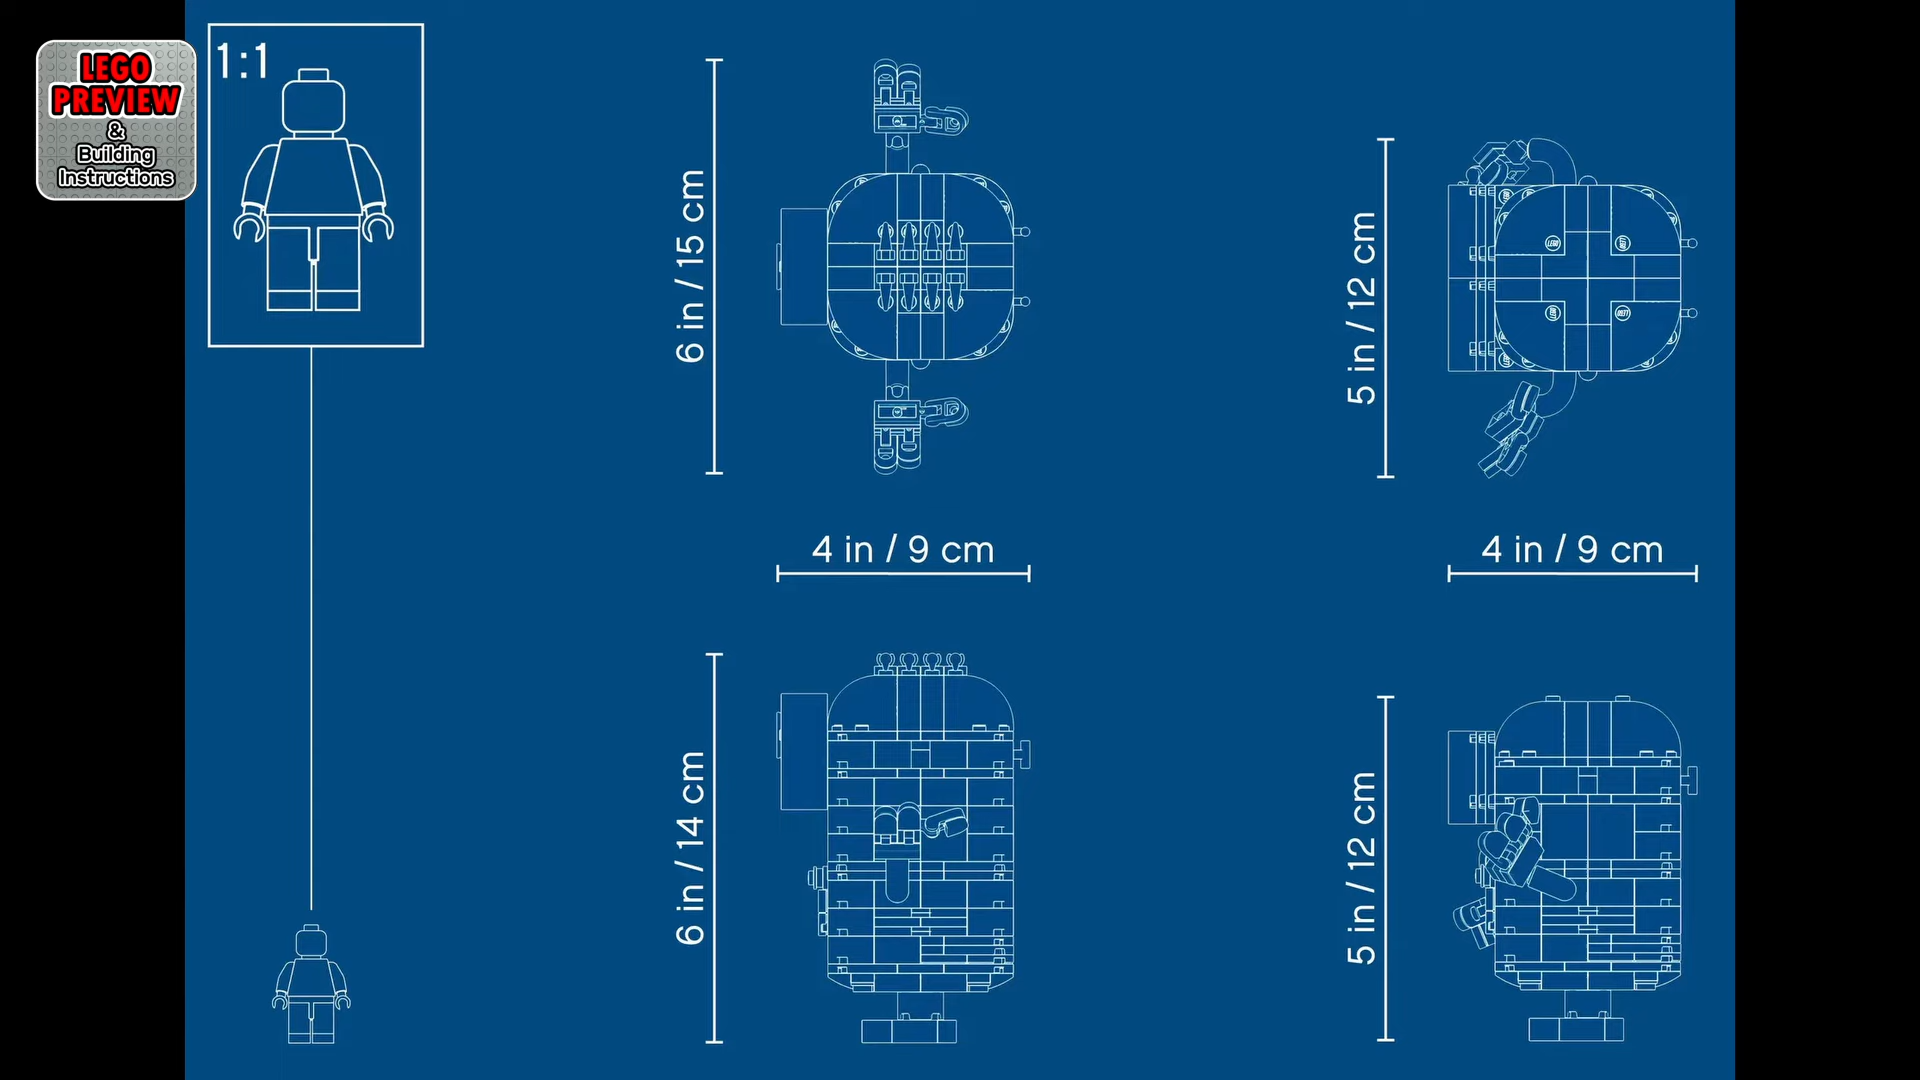 LEGO
PREVIEW
&
Building
Instructions
1:1
6 in / 15 cm
5 in / 12 cm
4 in / 9 cm
4 in / 9 cm
6 in / 14 cm
5 in / 12 cm